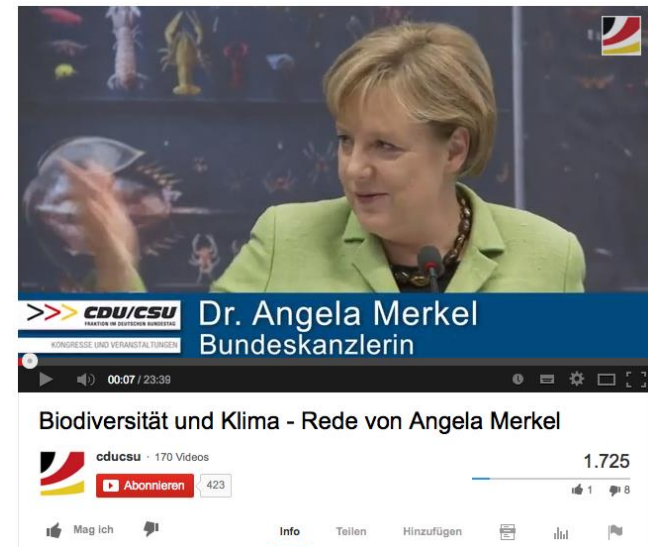 >>> CDU/CSU
FRAKTION IM DEUTSCHEN BUNDESTAG
KONGRESSE UND VERANSTALTUNGEN
Dr. Angela Merkel
Bundeskanzlerin
00:07 / 23:39
Biodiversität und Klima - Rede von Angela Merkel
cducsu · 170 Videos
Abonnieren 423
1.725
1 8
Mag ich
Info Teilen Hinzufügen